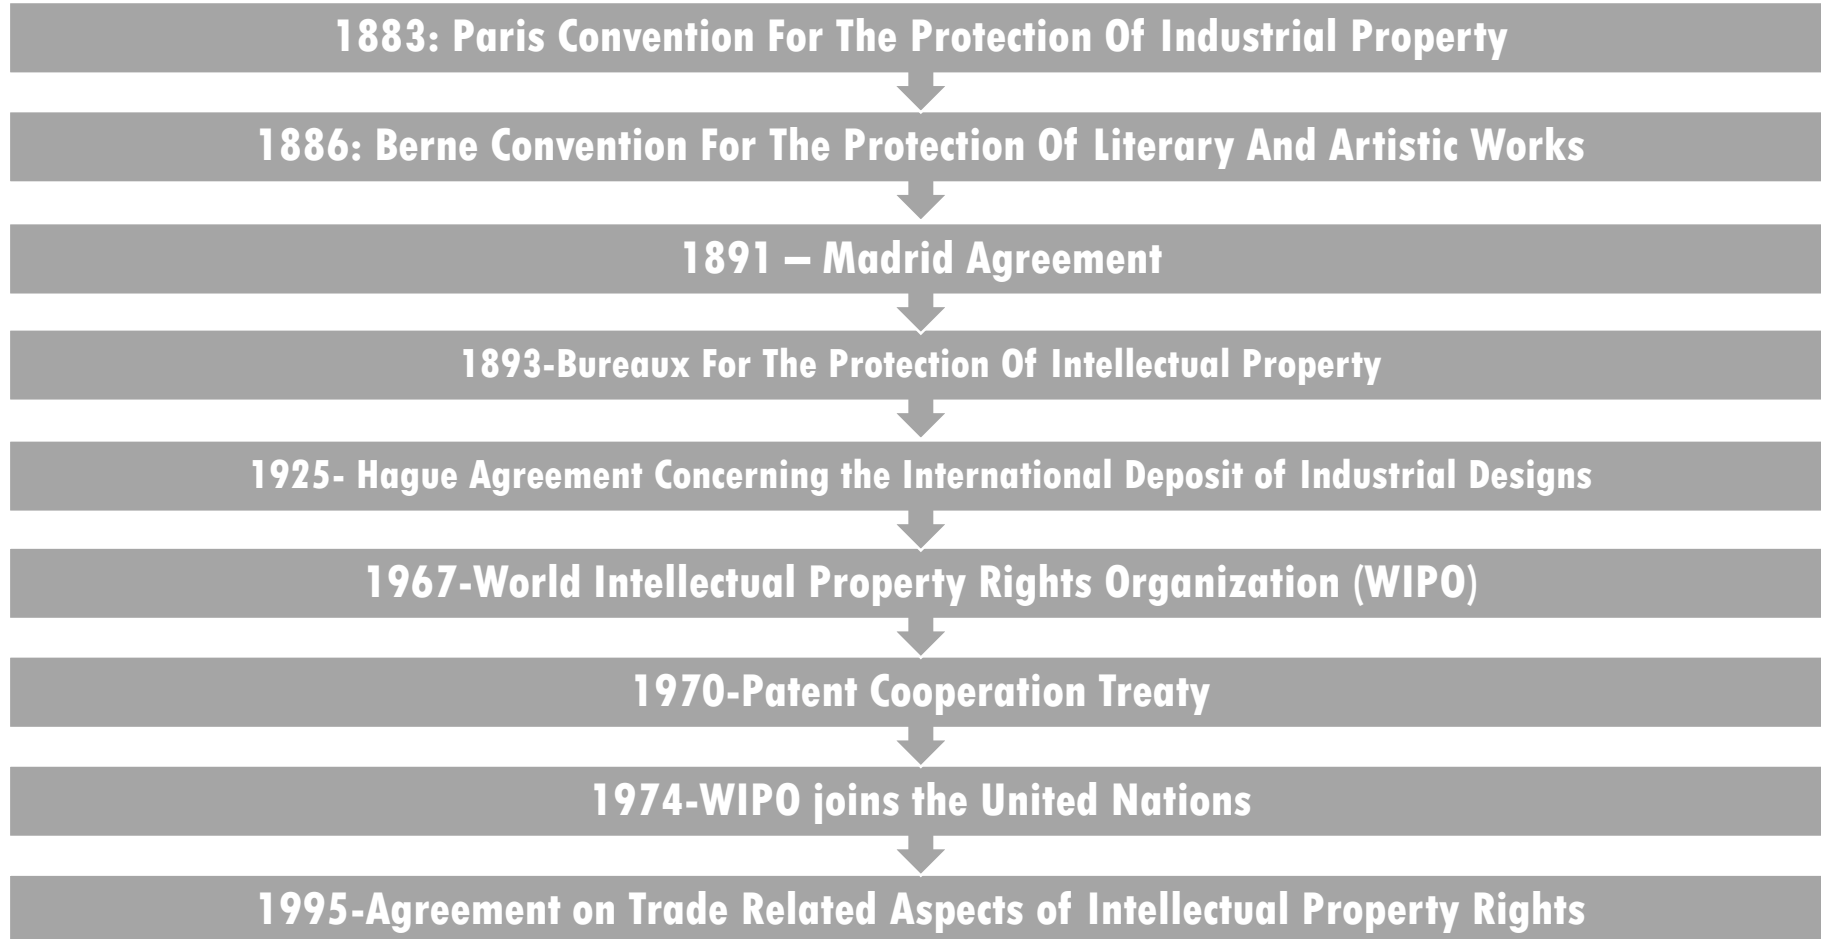 1883: Paris Convention For The Protection Of Industrial Property
1886: Berne Convention For The Protection Of Literary And Artistic Works
1891 – Madrid Agreement
1893-Bureaux For The Protection Of Intellectual Property
1925- Hague Agreement Concerning the International Deposit of Industrial Designs
1967-World Intellectual Property Rights Organization (WIPO)
1970-Patent Cooperation Treaty
1974-WIPO joins the United Nations
1995-Agreement on Trade Related Aspects of Intellectual Property Rights